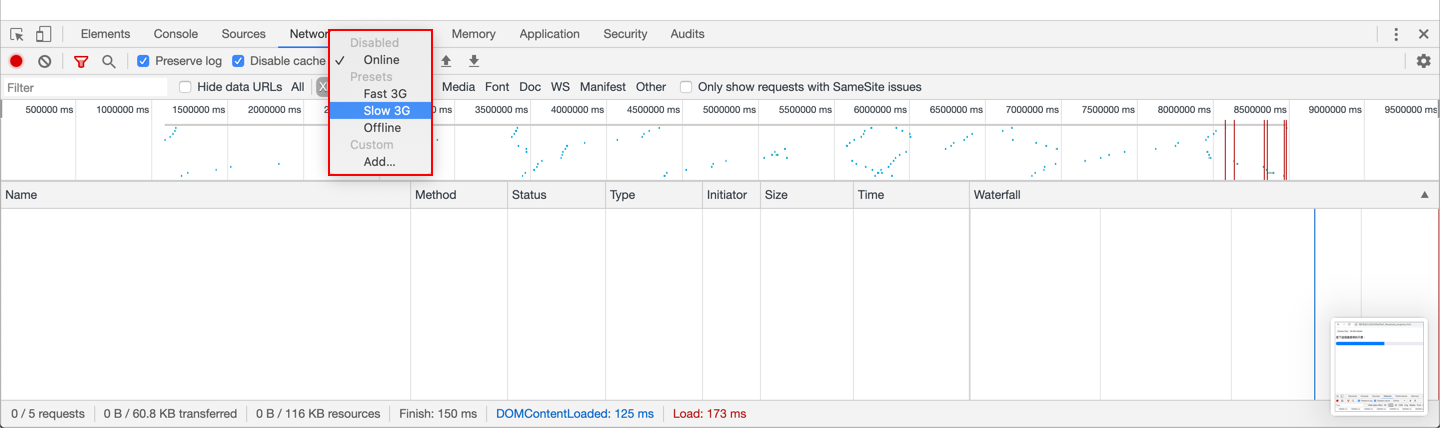 Elements Console Sources Networ Memory Application Security Audits
Disabled
Preserve log Disable cache ✓ Online
Presets
Filter Hide data URLs All X Fast 3G Media Font Doc WS Manifest Other Only show requests with SameSite issues
Slow 3G
500000 ms 1000000 ms 1500000 ms 2000000 ms 3500000 ms 4000000 ms 4500000 ms 5000000 ms 5500000 ms 6000000 ms 6500000 ms 7000000 ms 7500000 ms 8000000 ms 8500000 ms 9000000 ms 9500000 ms
Offline
Custom
Add...
Name Method Status Type Initiator Size Time Waterfall
0 / 5 requests 0 B / 60.8 KB transferred 0 B / 116 KB resources Finish: 150 ms DOMContentLoaded: 125 ms Load: 173 ms